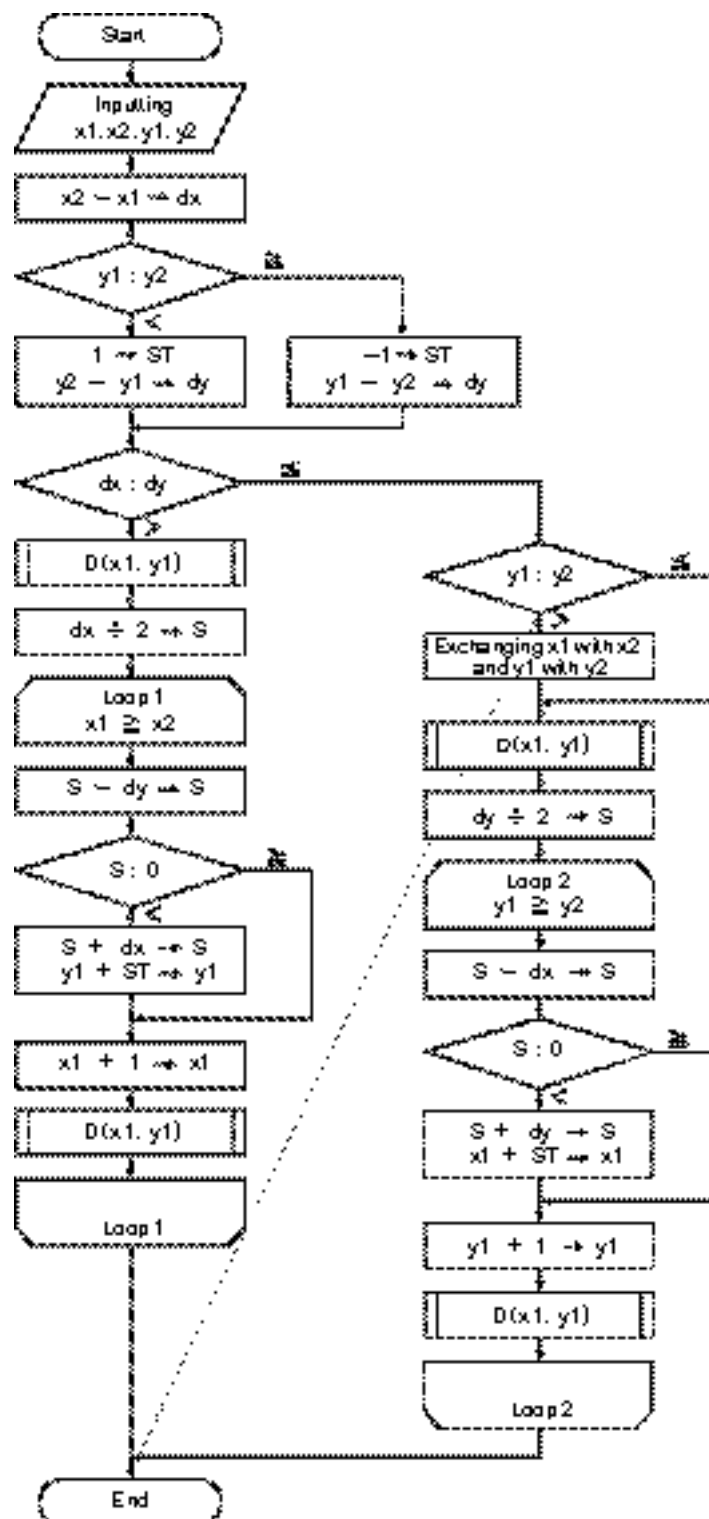 Start
Inputting
x1. x2. y1. y2
x2 − x1 → dx
y1 : y2
≧
<
1 → ST
y2 − y1 → dy
−1 → ST
y1 − y2 → dy
dx : dy
≦
>
D(x1. y1)
dx ÷ 2 → S
Loop 1
x1 ≧ x2
S − dy → S
S : 0
≧
<
S + dx → S
y1 + ST → y1
x1 + 1 → x1
D(x1. y1)
Loop 1
y1 : y2
≦
>
Exchanging x1 with x2
and y1 with y2
D(x1. y1)
dy ÷ 2 → S
Loop 2
y1 ≧ y2
S − dx → S
S : 0
≧
<
S + dy → S
x1 + ST → x1
y1 + 1 → y1
D(x1. y1)
Loop 2
End